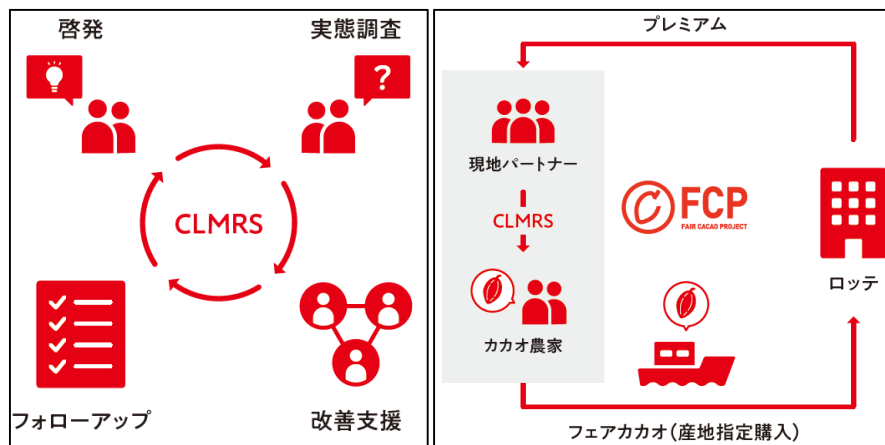 啓発
実態調査
?
CLMRS
フォローアップ
改善支援
プレミアム
現地パートナー
CLMRS
カカオ農家
FCP
FAIR CACAO PROJECT
ロッテ
フェアカカオ(産地指定購入)